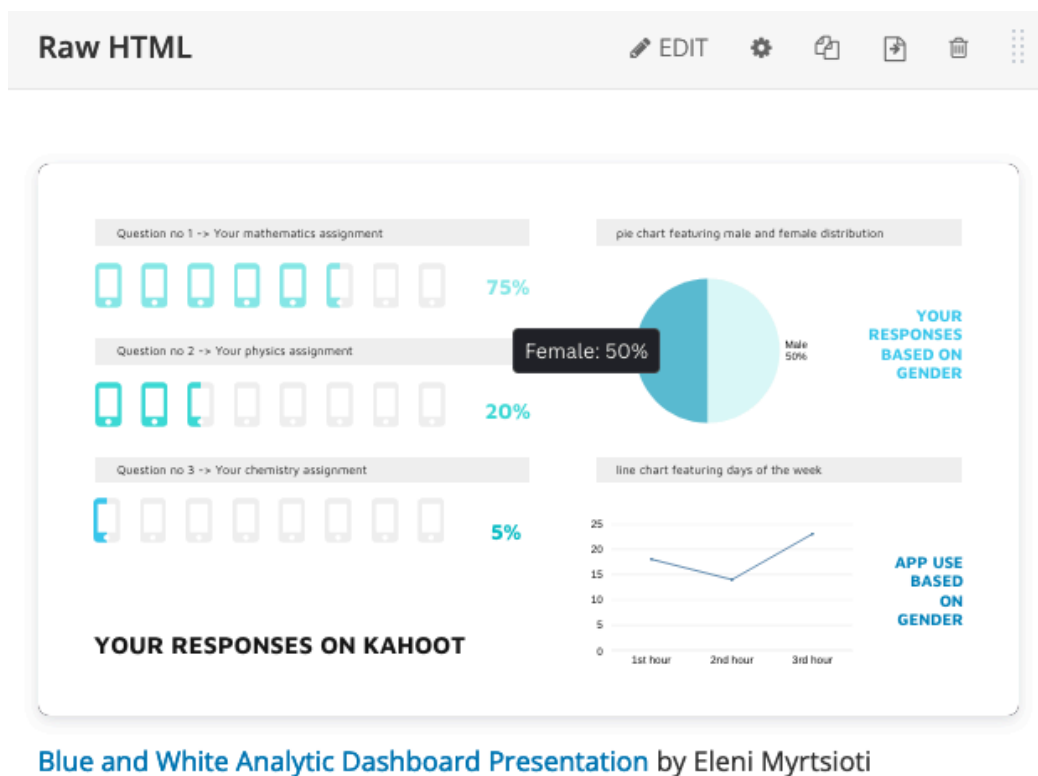 Raw HTML
EDIT
Question no 1 -> Your mathematics assignment
75%
Question no 2 -> Your physics assignment
20%
Question no 3 -> Your chemistry assignment
5%
YOUR RESPONSES ON KAHOOT
pie chart featuring male and female distribution
Female: 50%
Male
50%
YOUR
RESPONSES
BASED ON
GENDER
line chart featuring days of the week
25
20
15
10
5
0
1st hour 2nd hour 3rd hour
APP USE
BASED
ON
GENDER
Blue and White Analytic Dashboard Presentation by Eleni Myrtsioti